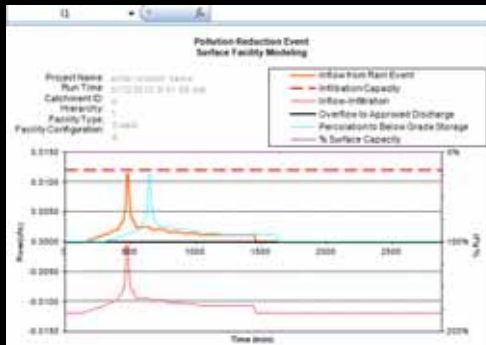 Pollution Reduction Event
Surface Facility Modeling
Project Name
Run Time
Catchment ID
Hierarchy
Facility Type
Facility Configuration
Inflow from Rain Event
Infiltration Capacity
Inflow-Infiltration
Overflow to Approved Discharge
Percolation to Below Grade Storage
% Surface Capacity
0.0150
0.0100
0.0050
0.0000
-0.0050
-0.0100
-0.0150
0%
100%
200%
500
1000
1500
2000
2500
Time (min)